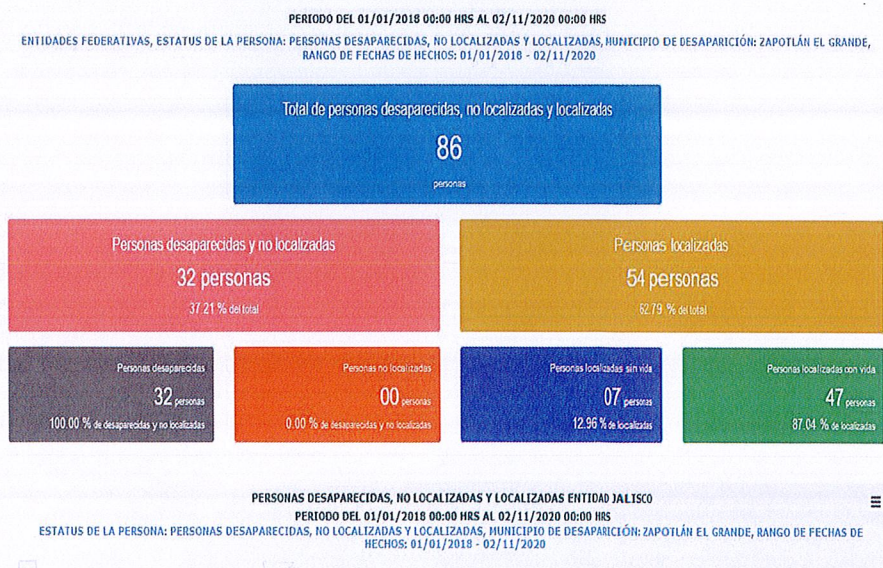 PERIODO DEL 01/01/2018 00:00 HRS AL 02/11/2020 00:00 HRS
ENTIDADES FEDERATIVAS, ESTATUS DE LA PERSONA: PERSONAS DESAPARECIDAS, NO LOCALIZADAS Y LOCALIZADAS, MUNICIPIO DE DESAPARICIÓN: ZAPOTLÁN EL GRANDE,
RANGO DE FECHAS DE HECHOS: 01/01/2018 - 02/11/2020
Total de personas desaparecidas, no localizadas y localizadas
86
personas
Personas desaparecidas y no localizadas
32 personas
37.21 % del total
Personas localizadas
54 personas
62.79 % del total
Personas desaparecidas
32 personas
100.00 % de desaparecidas y no localizadas
Personas no localizadas
00 personas
0.00 % de desaparecidas y no localizadas
Personas localizadas sin vida
07 personas
12.96 % de localizadas
Personas localizadas con vida
47 personas
87.04 % de localizadas
PERSONAS DESAPARECIDAS, NO LOCALIZADAS Y LOCALIZADAS ENTIDAD JALISCO
PERIODO DEL 01/01/2018 00:00 HRS AL 02/11/2020 00:00 HRS
ESTATUS DE LA PERSONA: PERSONAS DESAPARECIDAS, NO LOCALIZADAS Y LOCALIZADAS, MUNICIPIO DE DESAPARICIÓN: ZAPOTLÁN EL GRANDE, RANGO DE FECHAS DE
HECHOS: 01/01/2018 - 02/11/2020